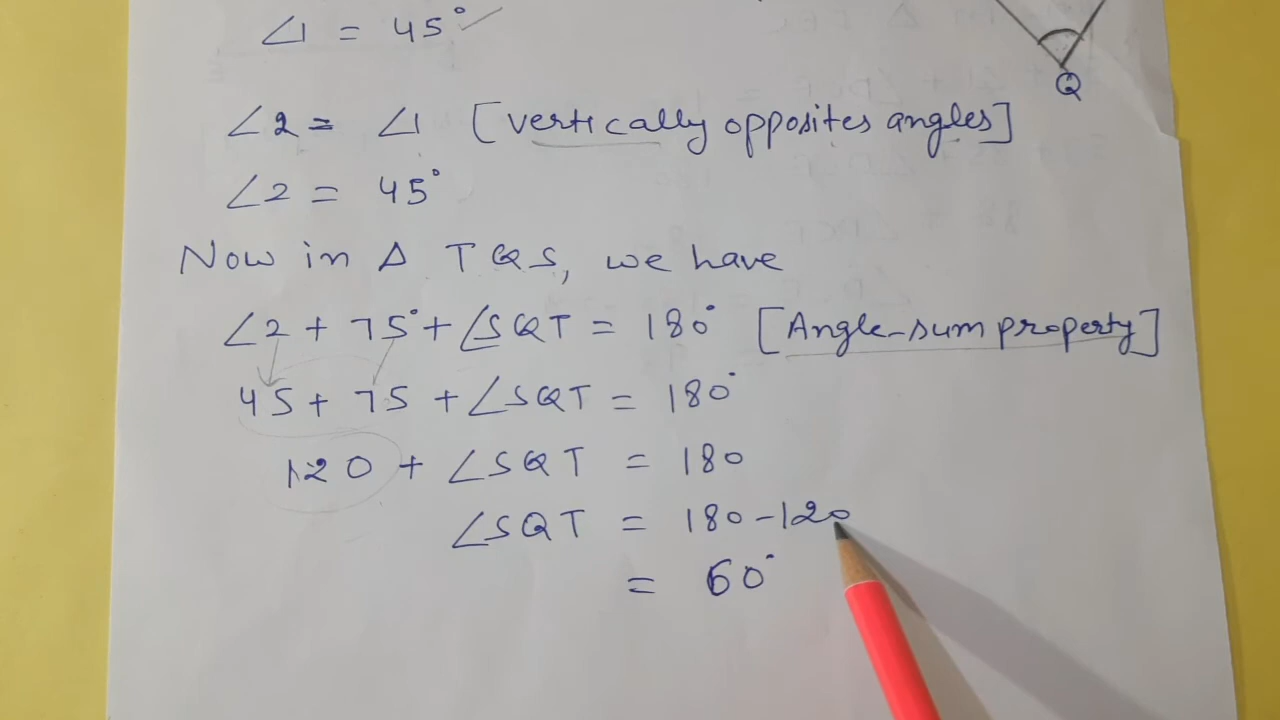 ∠1 = 45°
Q
∠2 = ∠1 [vertically opposites angles]
∠2 = 45°
Now in Δ TQS, we have
∠2 + 75° + ∠SQT = 180° [Angle-sum property]
45 + 75 + ∠SQT = 180°
120 + ∠SQT = 180
∠SQT = 180 - 120
= 60°